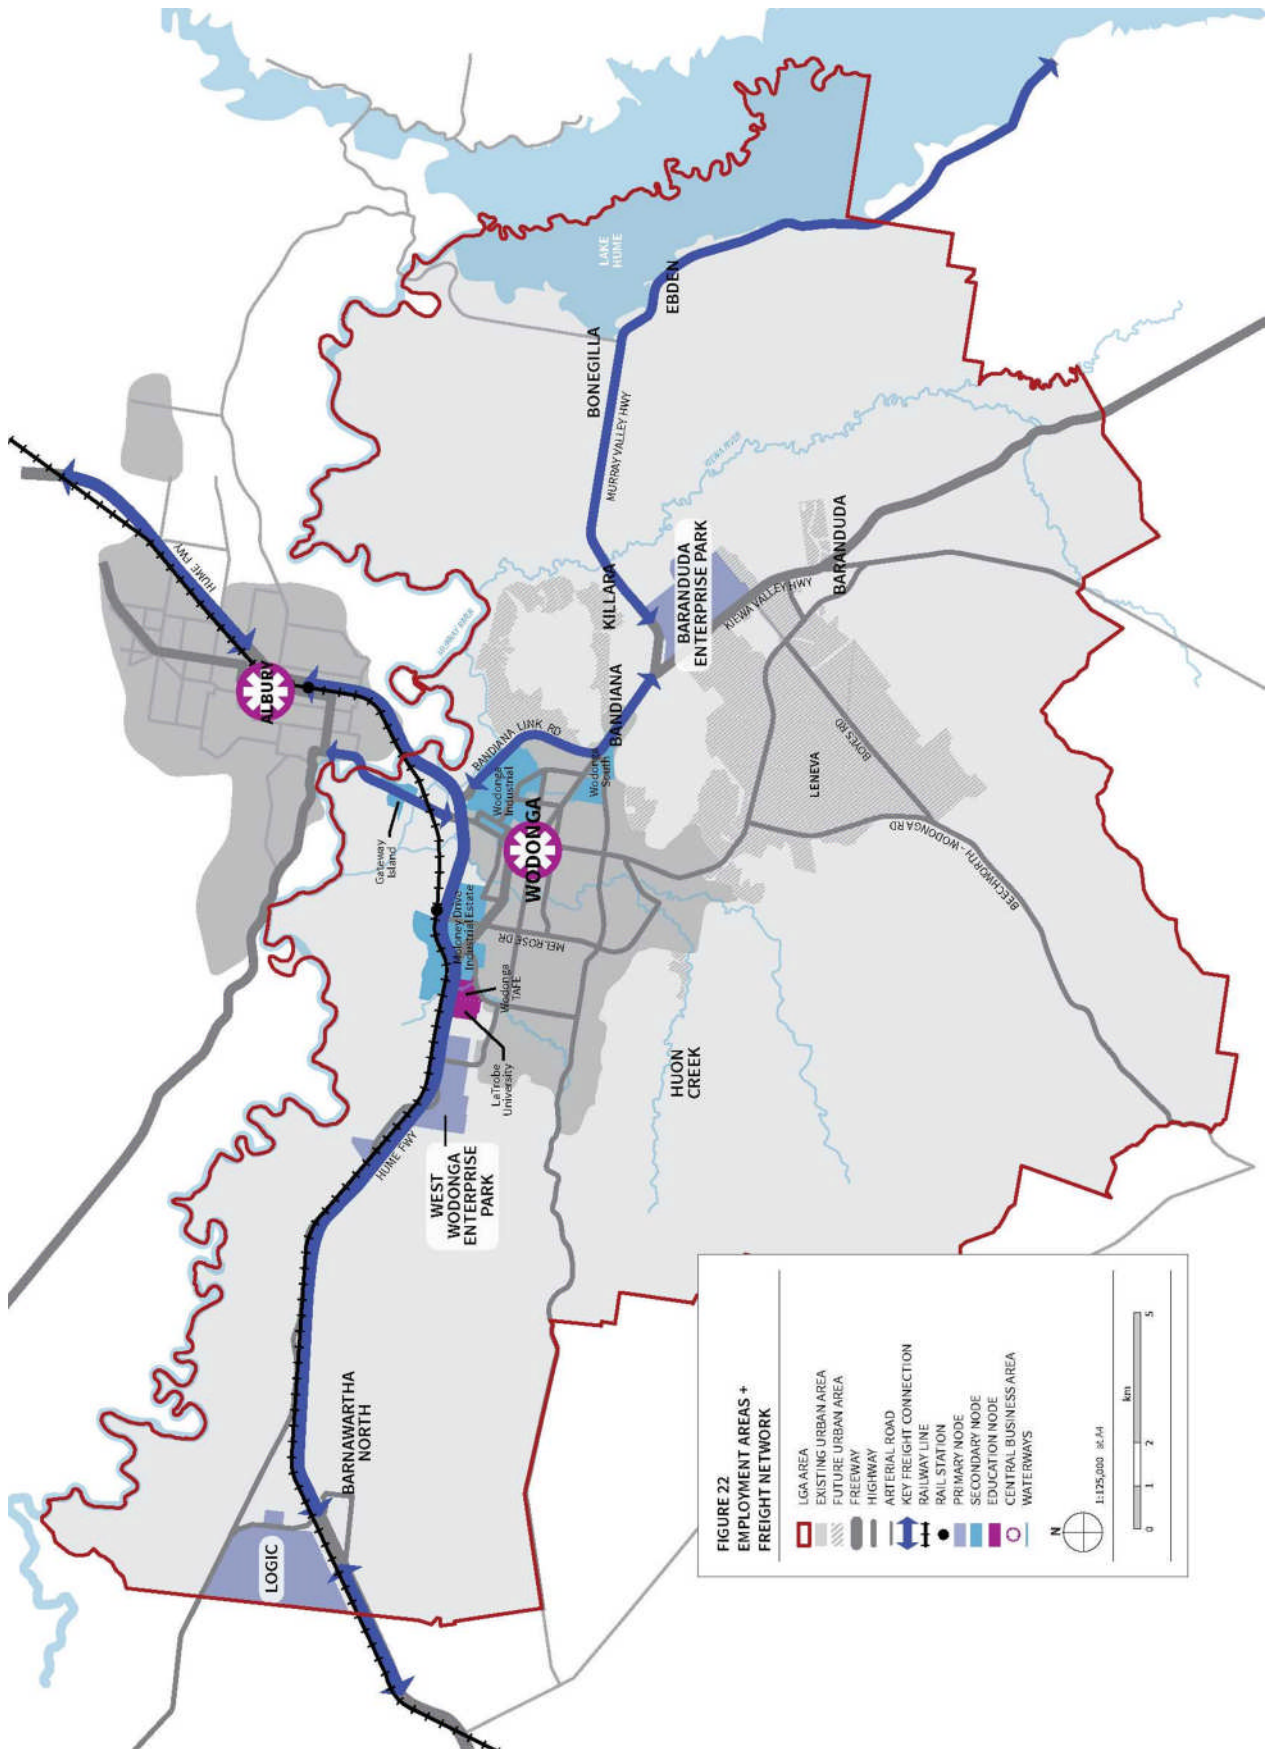 HUME FWY
ALBURY
MURRAY RIVER
Gateway
Island
LAKE
HUME
BONEGILLA
EBDEN
MURRAY VALLEY HWY
KIEWA RIVER
KILLARA
BARANDUDA
ENTERPRISE PARK
KIEWA VALLEY HWY
BARANDUDA
BANDIANA
BANDIANA LINK RD
Wodonga
Industrial
Wodonga
South
WODONGA
Moloney Drive
Industrial Estate
MELROSE DR
Wodonga
TAFE
LaTrobe
University
LENEVA
BOYES RD
BEECHWORTH - WODONGA RD
HUON
CREEK
HUME FWY
WEST
WODONGA
ENTERPRISE
PARK
BARNAWARTHA
NORTH
LOGIC
FIGURE 22
EMPLOYMENT AREAS +
FREIGHT NETWORK
LGA AREA
EXISTING URBAN AREA
FUTURE URBAN AREA
FREEWAY
HIGHWAY
ARTERIAL ROAD
KEY FREIGHT CONNECTION
RAILWAY LINE
RAIL STATION
PRIMARY NODE
SECONDARY NODE
EDUCATION NODE
CENTRAL BUSINESS AREA
WATERWAYS
N
1:125,000 at A4
km
0 1 2 5